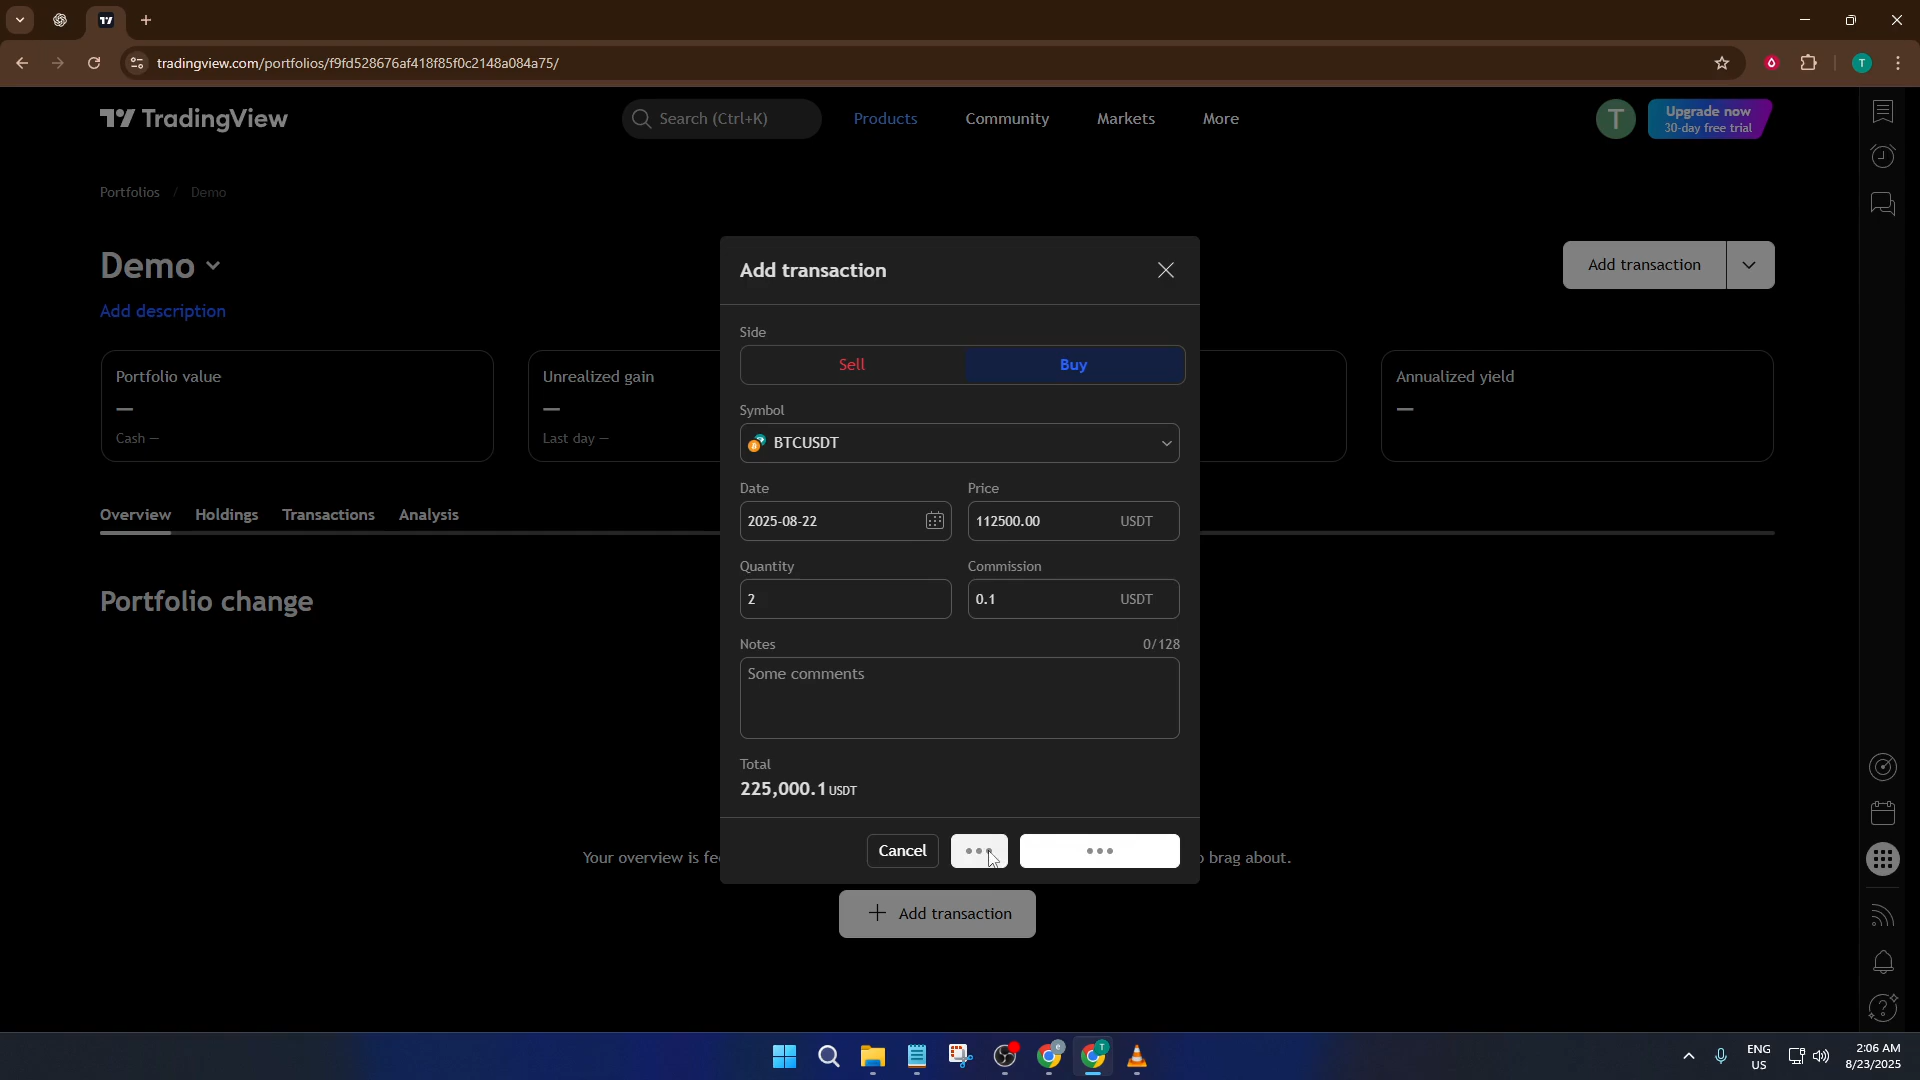 tradingview.com/portfolios/f9fd528676af418f85f0c2148a084a75/
T
TradingView
Search (Ctrl+K)
Products
Community
Markets
More
T
Upgrade now
30-day free trial
Portfolios / Demo
Demo
Add description
Add transaction
Portfolio value
—
Cash —
Unrealized gain
—
Last day —
Annualized yield
—
Overview
Holdings
Transactions
Analysis
Portfolio change
Add transaction
Side
Sell
Buy
Symbol
BTCUSDT
Date
Price
2025-08-22
112500.00 USDT
Quantity
Commission
2
0.1 USDT
Notes
0/128
Some comments
Total
225,000.1 USDT
Cancel
Your overview is
brag about.
+ Add transaction
ENG
US
2:06 AM
8/23/2025